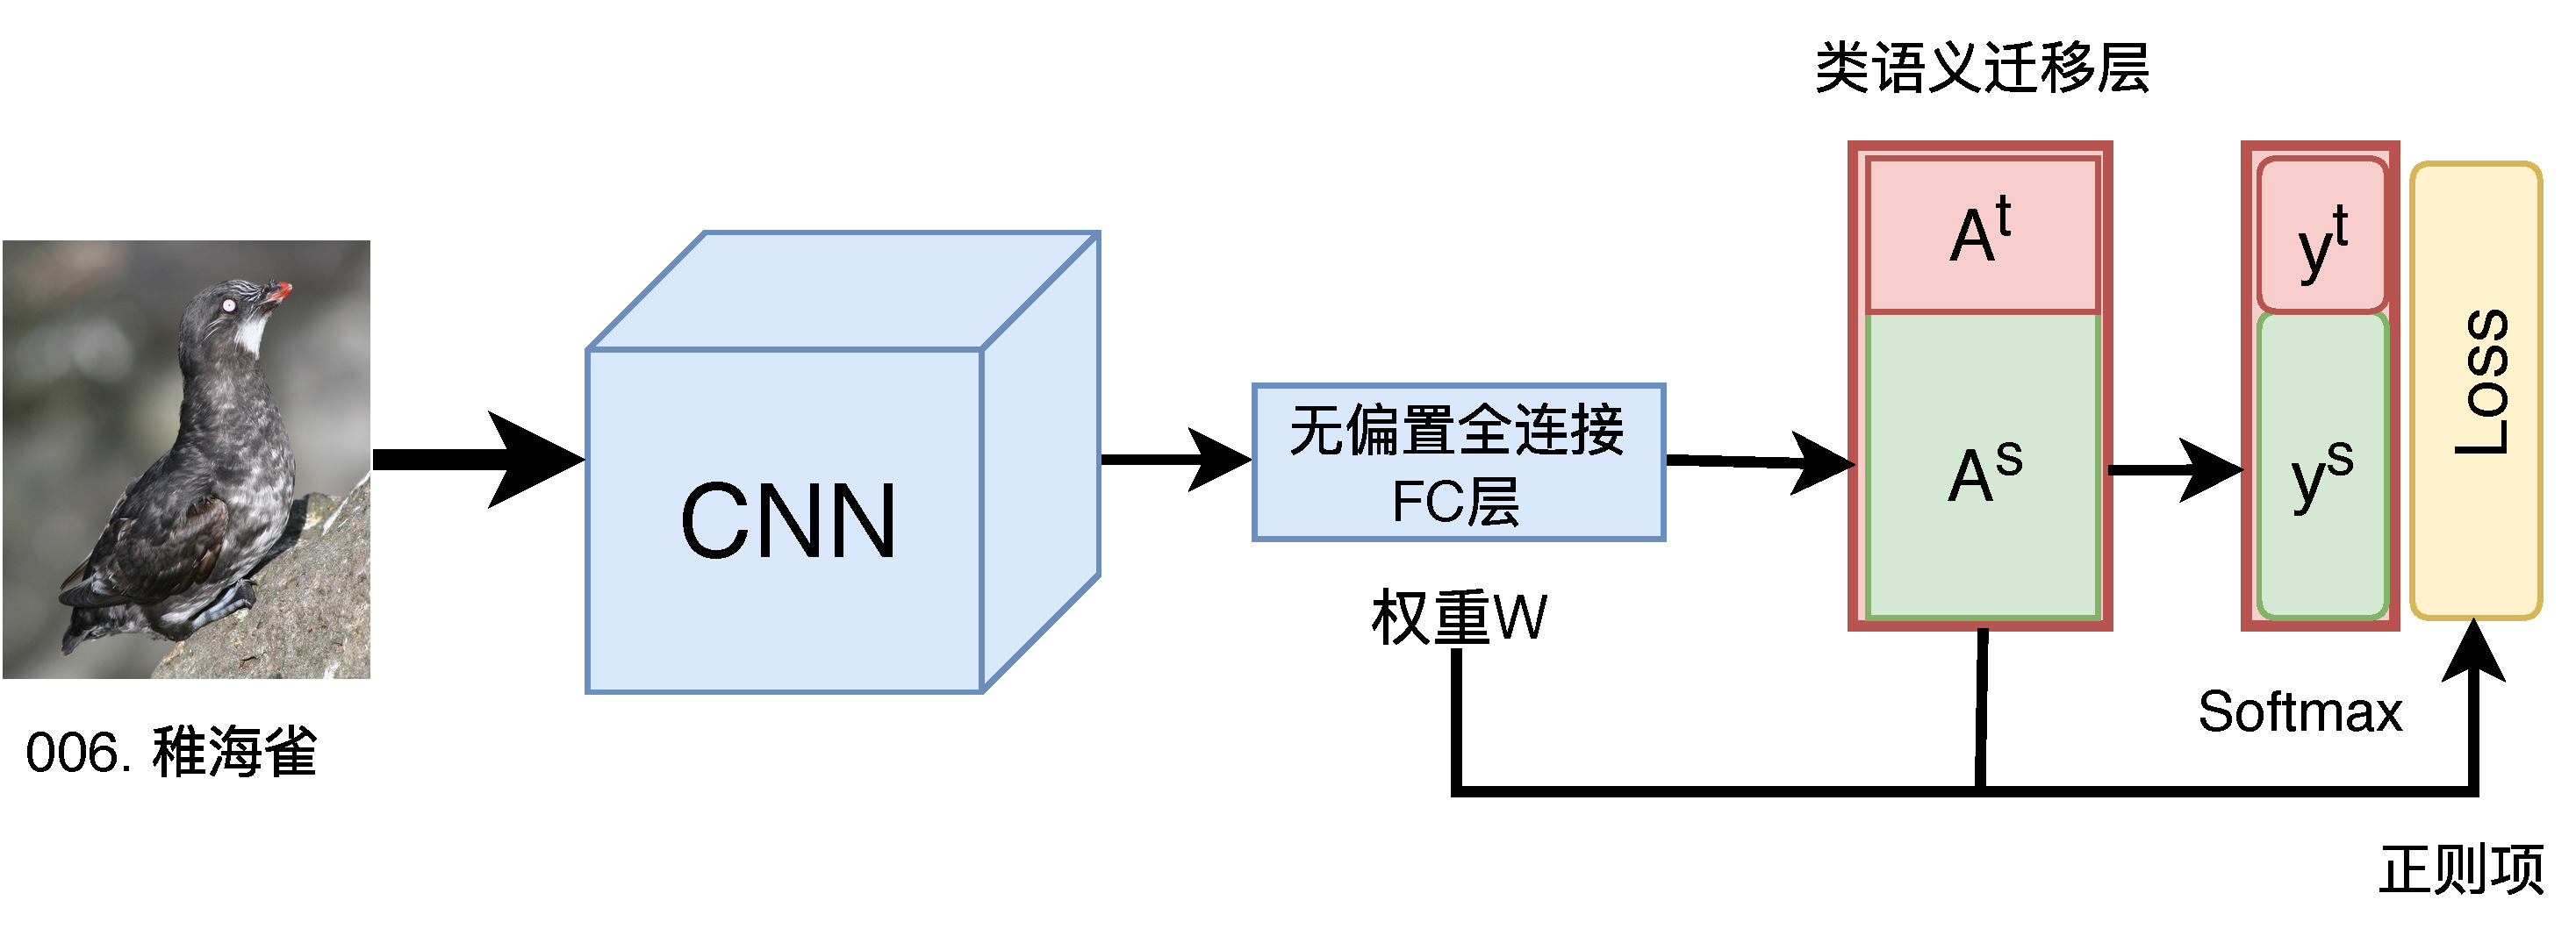 类语义迁移层
A^t
y^t
Loss
CNN
无偏置全连接
FC层
A^s
y^s
权重W
Softmax
006. 稚海雀
正则项